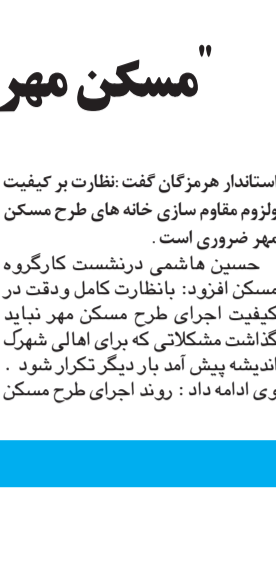 "مسکن مهر
استاندار هرمزگان گفت :نظارت بر کیفیت
ولزوم مقاوم سازی خانه های طرح مسکن
مهر ضروری است .
حسین هاشمی درنشست کارگروه
مسکن افزود: بانظارت کامل ودقت در
کیفیت اجرای طرح مسکن مهر نباید
گذاشت مشکلاتی که برای اهالی شهرک
اندیشه پیش آمد بار دیگر تکرار شود .
وی ادامه داد : روند اجرای طرح مسکن